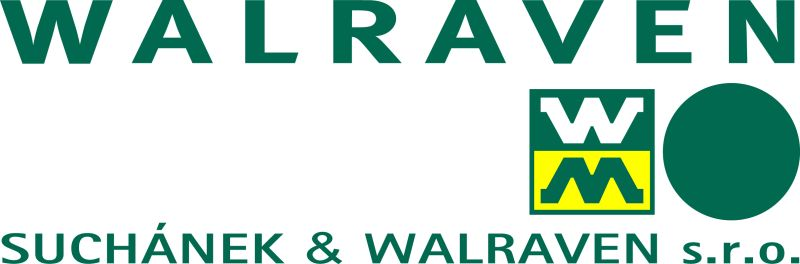 WALRAVEN
W
M
SUCHÁNEK & WALRAVEN s.r.o.